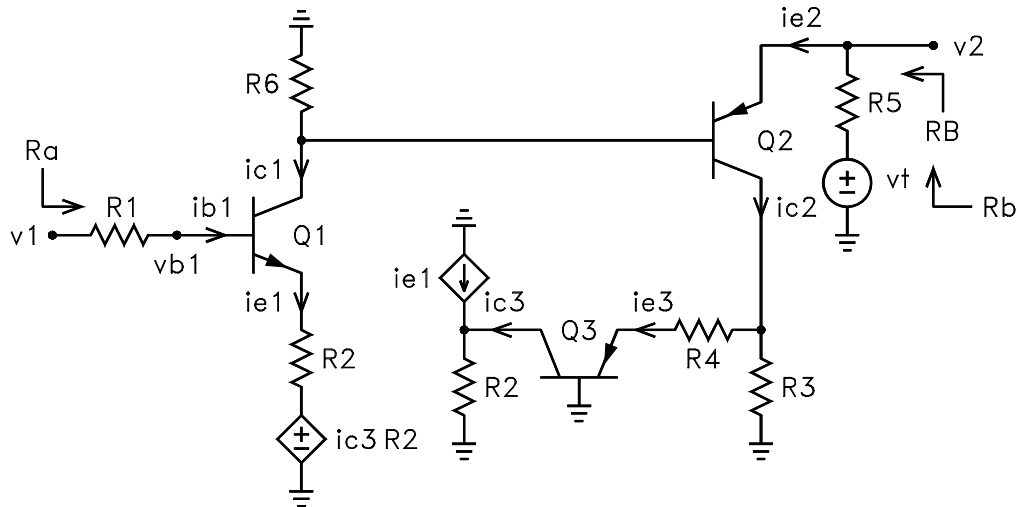 ie2
v2
R6
R5
RB
Q2
Ra
ic1
vt
R1
ib1
ic2
Rb
v1
Q1
vb1
ie1
ie1
ic3
ie3
Q3
R2
R4
R2
R3
ic3 R2